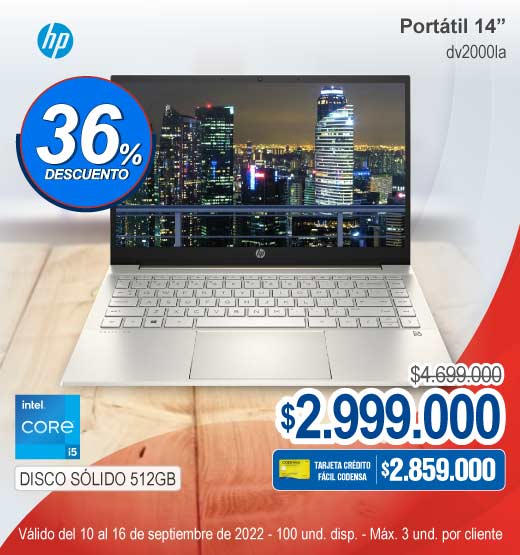 hp
Portátil 14”
dv2000la
36%
DESCUENTO
hp
$4.699.000
$2.999.000
intel.
CORE
i5
DISCO SÓLIDO 512GB
TARJETA CRÉDITO
FÁCIL CODENSA
$2.859.000
Válido del 10 al 16 de septiembre de 2022 - 100 und. disp. - Máx. 3 und. por cliente